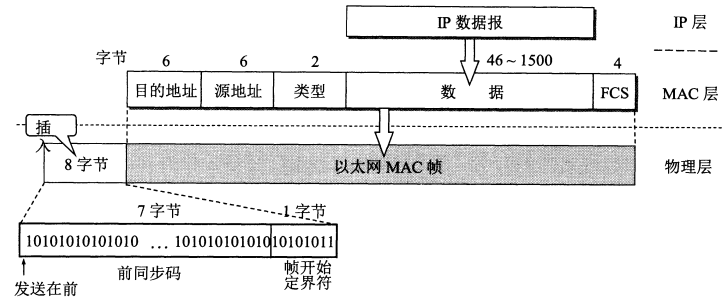 IP 数据报
IP 层
字节 6 6 2 46～1500 4
目的地址 源地址 类型 数 据 FCS
MAC 层
插入
8 字节
以太网 MAC 帧
物理层
7 字节 1 字节
10101010101010 … 10101010101010101011
前同步码
帧开始
定界符
发送在前